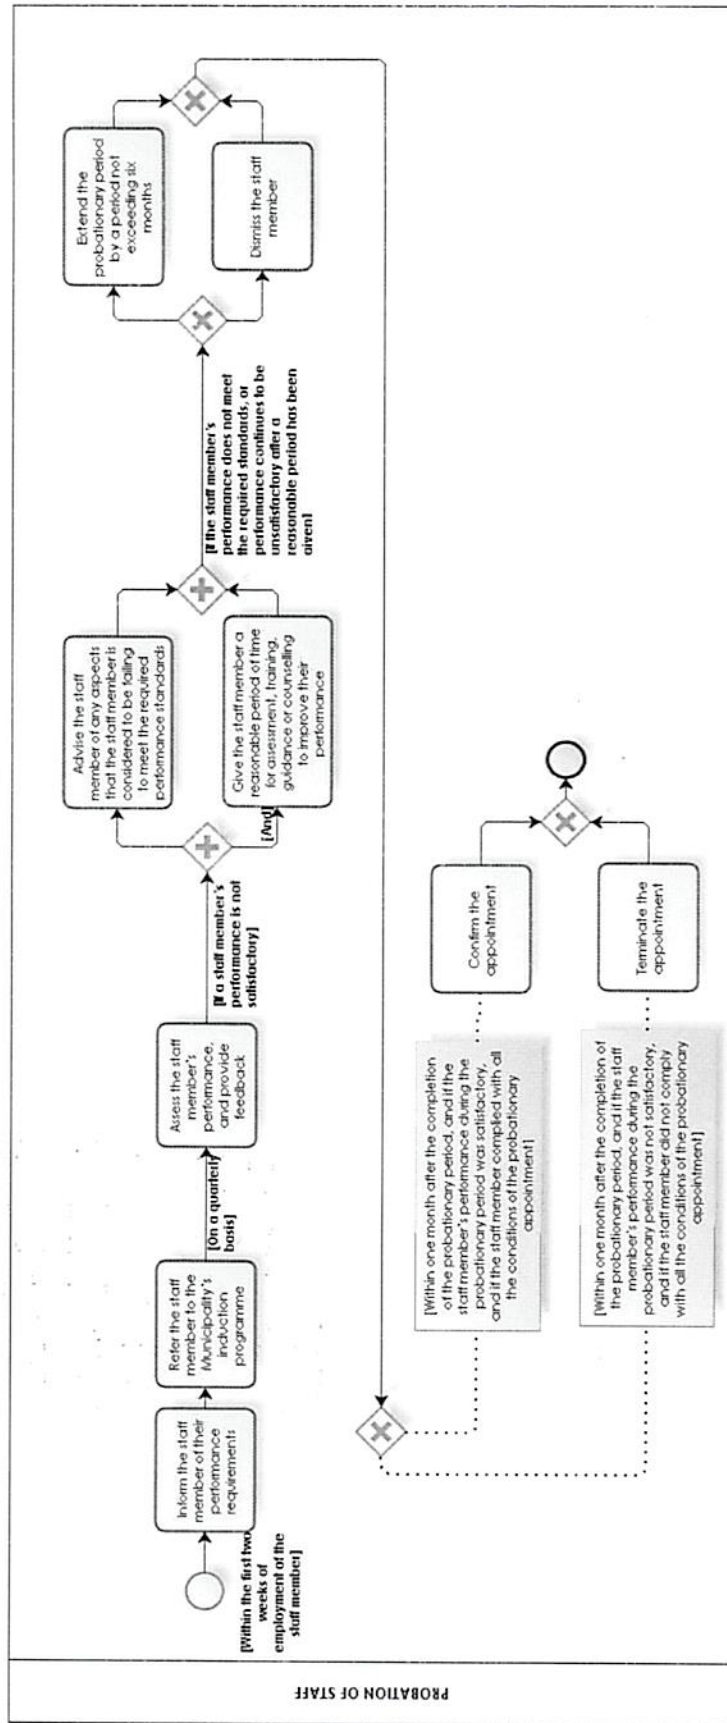 PROBATION OF STAFF
[Within the first two
weeks of
employment of the
staff member]
Inform the staff
member of their
performance
requirements
Refer the staff
member to the
Municipality's
induction
programme
[On a quarterly
basis]
Assess the staff
member's
performance,
and provide
feedback
[If a staff member's
performance is not
satisfactory]
Advise the staff
member of any aspects
that the staff member is
considered to be failing
to meet the required
performance standards
[And]
Give the staff member a
reasonable period of time
for assessment, training,
guidance or counselling
to improve their
performance
[If the staff member's
performance does not meet
the required standards, or
performance continues to be
unsatisfactory after a
reasonable period has been
given]
Extend the
probationary period
by a period not
exceeding six
months
Dismiss the staff
member
[Within one month after the completion
of the probationary period, and if the
staff member's performance during the
probationary period was satisfactory,
and if the staff member complied with all
the conditions of the probationary
appointment]
Confirm the
appointment
[Within one month after the completion of
the probationary period, and if the staff
member's performance during the
probationary period was not satisfactory,
and if the staff member did not comply
with all the conditions of the probationary
appointment]
Terminate the
appointment